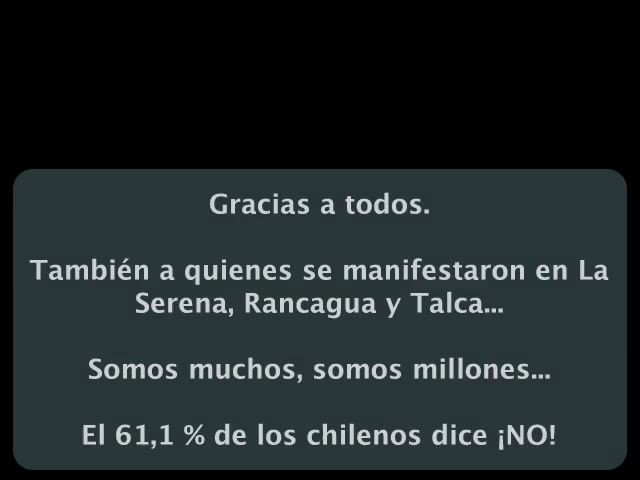 Gracias a todos.
También a quienes se manifestaron en La
Serena, Rancagua y Talca...
Somos muchos, somos millones...
El 61,1 % de los chilenos dice ¡NO!